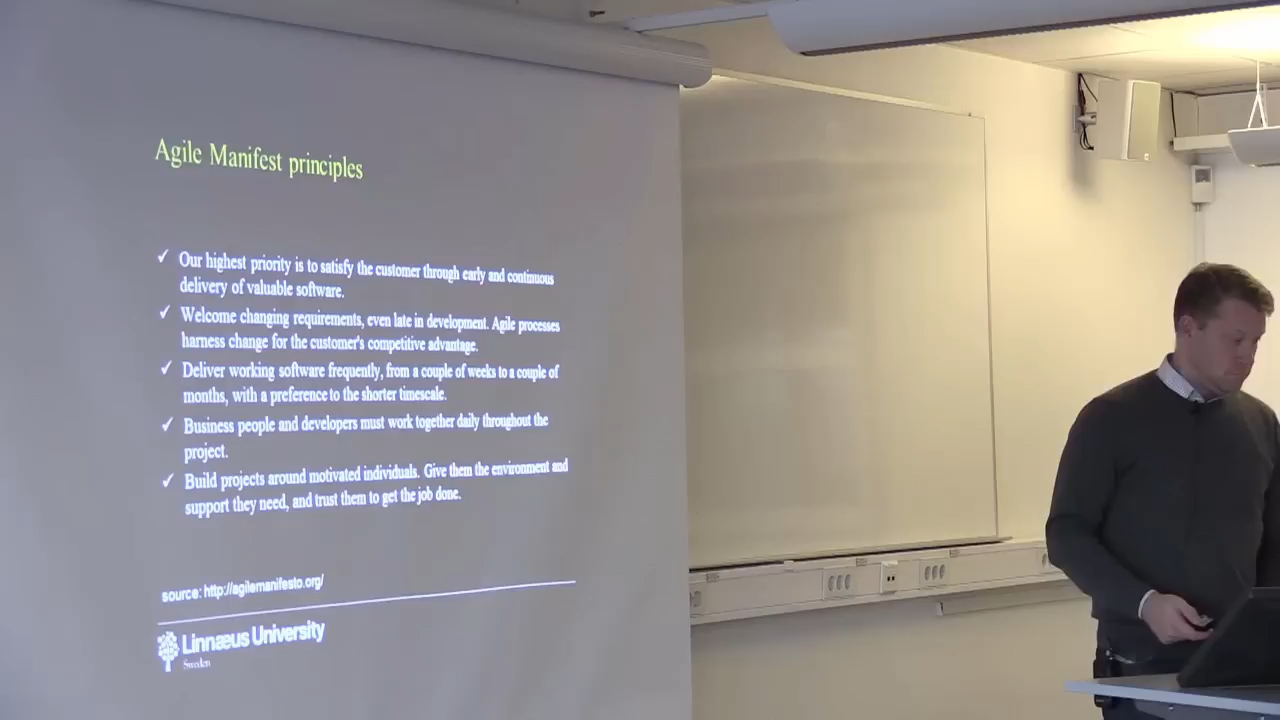 Agile Manifest principles
✓ Our highest priority is to satisfy the customer through early and continuous
delivery of valuable software.
✓ Welcome changing requirements, even late in development. Agile processes
harness change for the customer's competitive advantage.
✓ Deliver working software frequently, from a couple of weeks to a couple of
months, with a preference to the shorter timescale.
✓ Business people and developers must work together daily throughout the
project.
✓ Build projects around motivated individuals. Give them the environment and
support they need, and trust them to get the job done.
source: http://agilemanifesto.org/
Linnæus University
Sweden